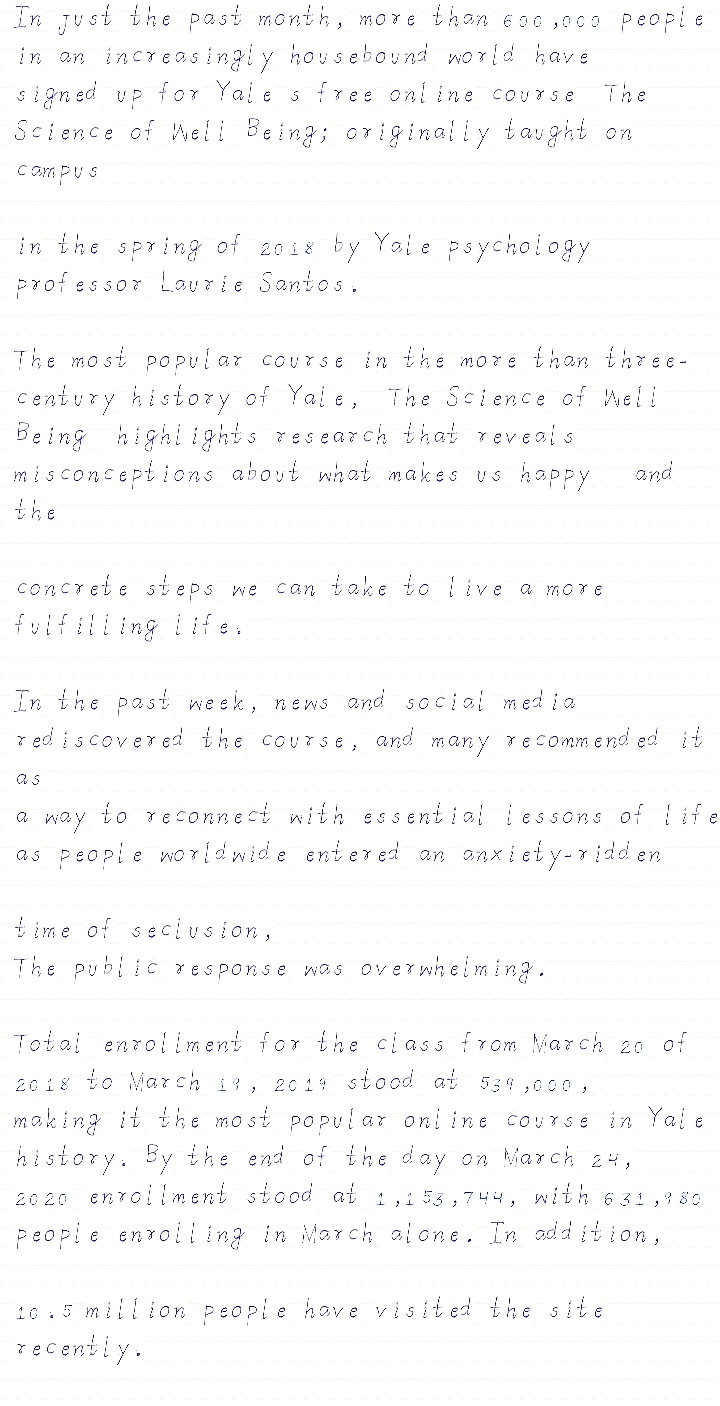 In just the past month, more than 600,000 people
in an increasingly housebound world have
signed up for Yale s free online course The
Science of Well Being; originally taught on
campus
in the spring of 2018 by Yale psychology
professor Laurie Santos.
The most popular course in the more than three-
century history of Yale, The Science of Well
Being highlights research that reveals
misconceptions about what makes us happy and
the
concrete steps we can take to live a more
fulfilling life.
In the past week, news and social media
rediscovered the course, and many recommended it
as
a way to reconnect with essential lessons of life
as people worldwide entered an anxiety-ridden
time of seclusion,
The public response was overwhelming.
Total enrollment for the class from March 20 of
2018 to March 19, 2019 stood at 539,000,
making it the most popular online course in Yale
history. By the end of the day on March 24,
2020 enrollment stood at 1,153,744, with 631,980
people enrolling in March alone. In addition,
10.5 million people have visited the site
recently.